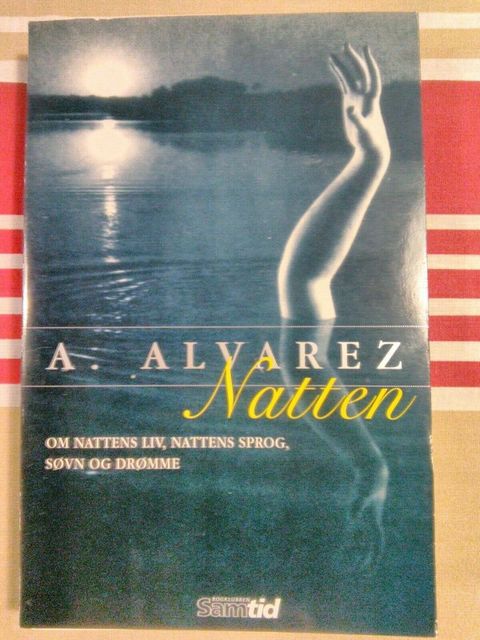 A. ALVAREZ
Natten
OM NATTENS LIV, NATTENS SPROG,
SØVN OG DRØMME
BOGKLUBBEN
Samtid